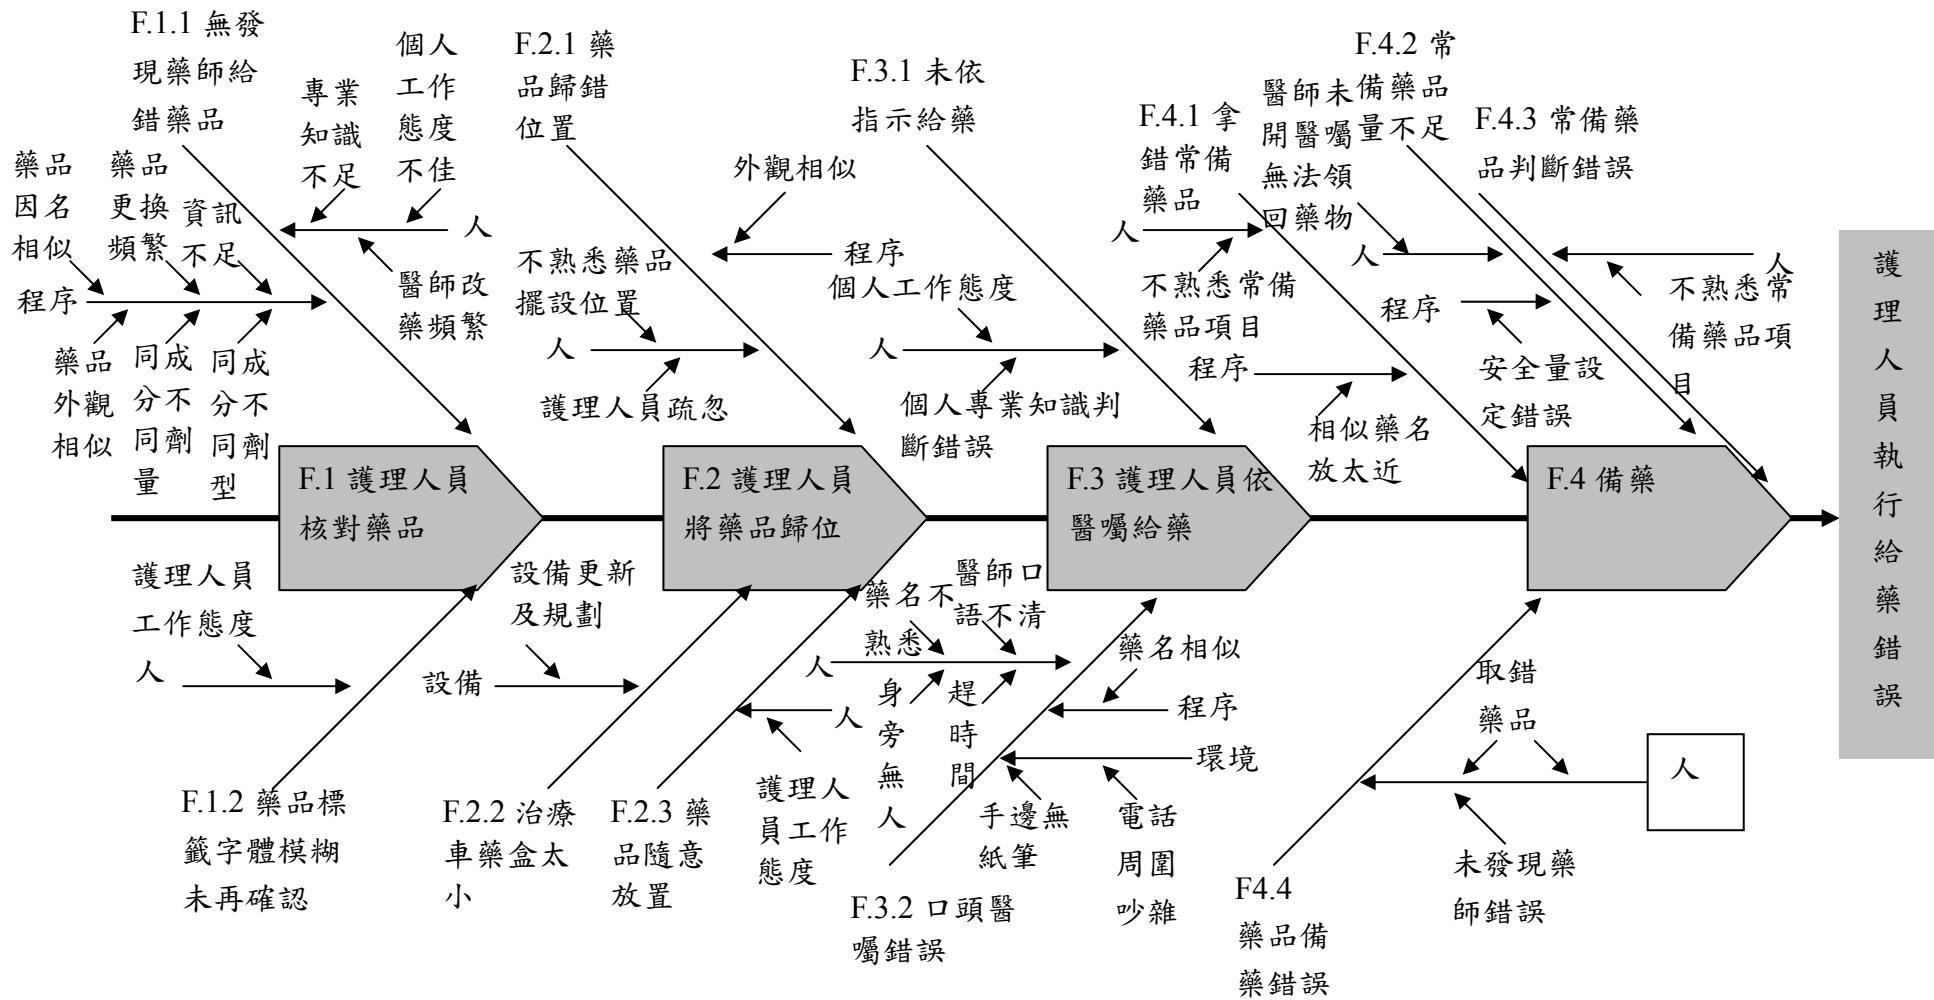 F.1.1 無發
現藥師給
錯藥品
專業
知識
不足
個人
工作
態度
不佳
人
醫師改
藥頻繁
藥品
因名
相似
藥品
更換
頻繁
資訊
不足
程序
藥品
外觀
相似
同成
分不
同劑
量
同成
分不
同劑
型
F.2.1 藥
品歸錯
位置
外觀相似
程序
不熟悉藥品
擺設位置
人
護理人員疏忽
F.3.1 未依
指示給藥
個人工作態度
人
個人專業知識判
斷錯誤
F.4.1 拿
錯常備
藥品
人
不熟悉常備
藥品項目
程序
相似藥名
放太近
F.4.2 常
備藥品
量不足
醫師未
開醫囑
無法領
回藥物
人
程序
安全量設
定錯誤
F.4.3 常備藥
品判斷錯誤
人
不熟悉常
備藥品項
目
F.1 護理人員
核對藥品
F.2 護理人員
將藥品歸位
F.3 護理人員依
醫囑給藥
F.4 備藥
護理人員執行給藥錯誤
護理人員
工作態度
人
F.1.2 藥品標
籤字體模糊
未再確認
設備更新
及規劃
設備
F.2.2 治療
車藥盒太
小
人
護理人
員工作
態度
F.2.3 藥
品隨意
放置
藥名不
熟悉
醫師口
語不清
人
身旁無人
趕時間
藥名相似
程序
環境
手邊無
紙筆
電話
周圍
吵雜
F.3.2 口頭醫
囑錯誤
取錯
藥品
人
未發現藥
師錯誤
F4.4
藥品備
藥錯誤